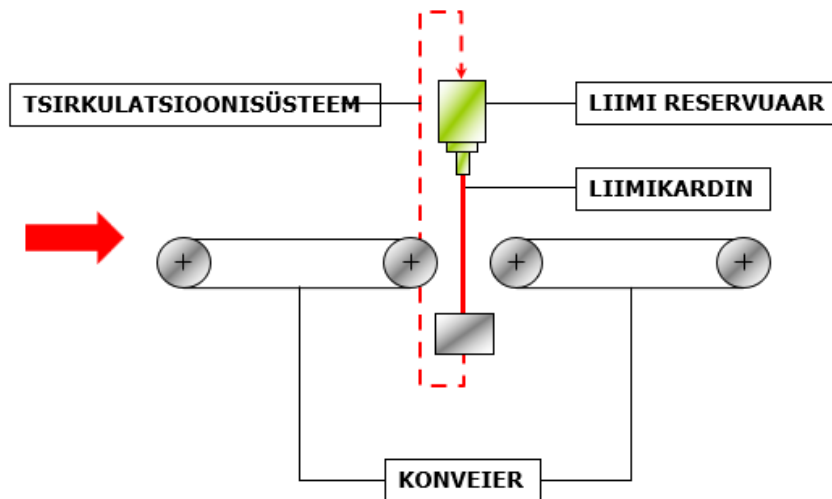 TSIRKULATSIOONISÜSTEEM
LIIMI RESERVUAAR
LIIMIKARDIN
KONVEIER